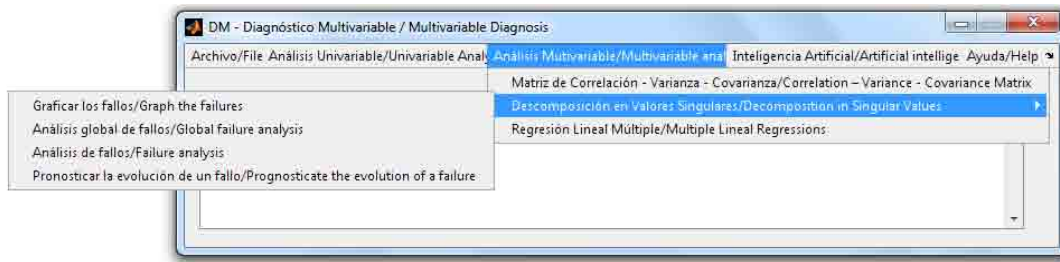 DM - Diagnóstico Multivariable / Multivariable Diagnosis
Archivo/File Análisis Univariable/Univariable Analy Análisis Mutivariable/Multivariable anal Inteligencia Artificial/Artificial intellige Ayuda/Help
Matriz de Correlación - Varianza - Covarianza/Correlation – Variance - Covariance Matrix
Descomposición en Valores Singulares/Decomposition in Singular Values
Regresión Lineal Múltiple/Multiple Lineal Regressions
Graficar los fallos/Graph the failures
Análisis global de fallos/Global failure analysis
Análisis de fallos/Failure analysis
Pronosticar la evolución de un fallo/Prognosticate the evolution of a failure